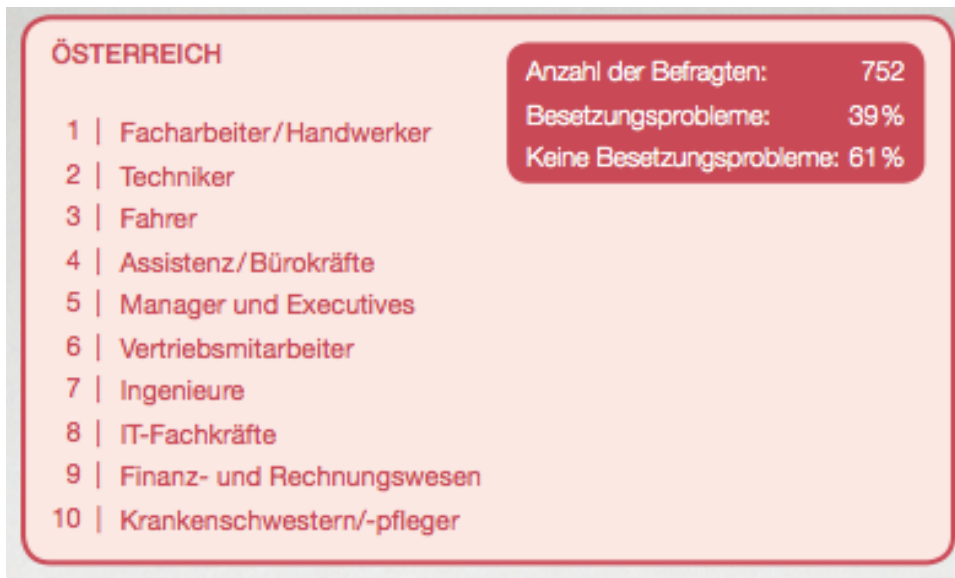 ÖSTERREICH
Anzahl der Befragten: 752
Besetzungsprobleme: 39%
Keine Besetzungsprobleme: 61%
1 | Facharbeiter/Handwerker
2 | Techniker
3 | Fahrer
4 | Assistenz/Bürokräfte
5 | Manager und Executives
6 | Vertriebsmitarbeiter
7 | Ingenieure
8 | IT-Fachkräfte
9 | Finanz- und Rechnungswesen
10 | Krankenschwestern/-pfleger